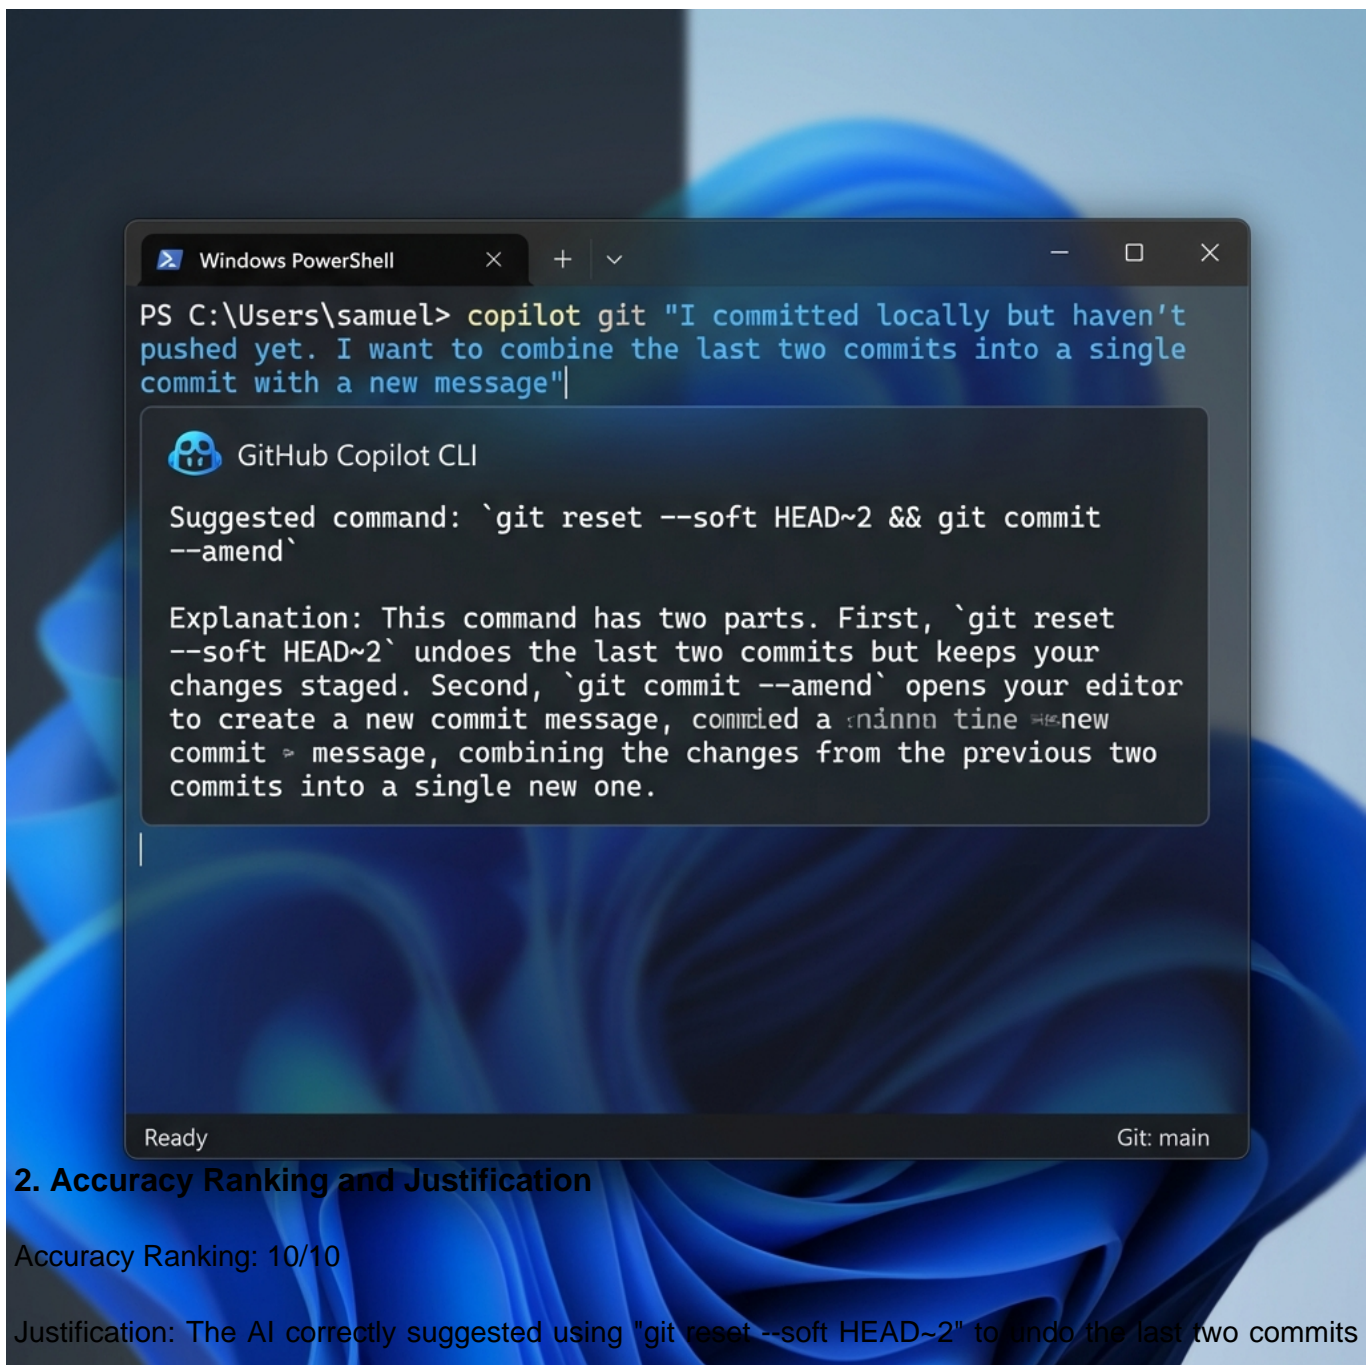 Windows PowerShell
PS C:\Users\samuel> copilot git "I committed locally but haven't
pushed yet. I want to combine the last two commits into a single
commit with a new message"
GitHub Copilot CLI
Suggested command: `git reset --soft HEAD~2 && git commit
--amend`
Explanation: This command has two parts. First, `git reset
--soft HEAD~2` undoes the last two commits but keeps your
changes staged. Second, `git commit --amend` opens your editor
to create a new commit message, a new
commit message, combining the changes from the previous two
commits into a single new one.
Ready Git: main
2. Accuracy Ranking and Justification
Accuracy Ranking: 10/10
Justification: The AI correctly suggested using "git reset --soft HEAD~2" to undo the last two commits